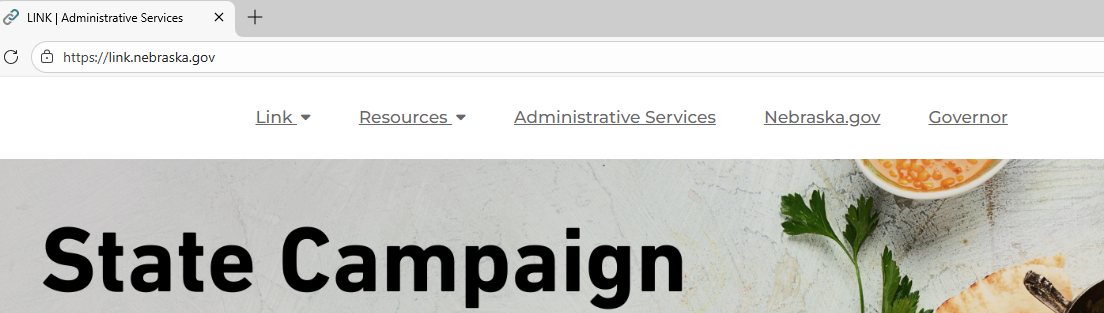 LINK | Administrative Services
https://link.nebraska.gov
Link Resources Administrative Services Nebraska.gov Governor
State Campaign